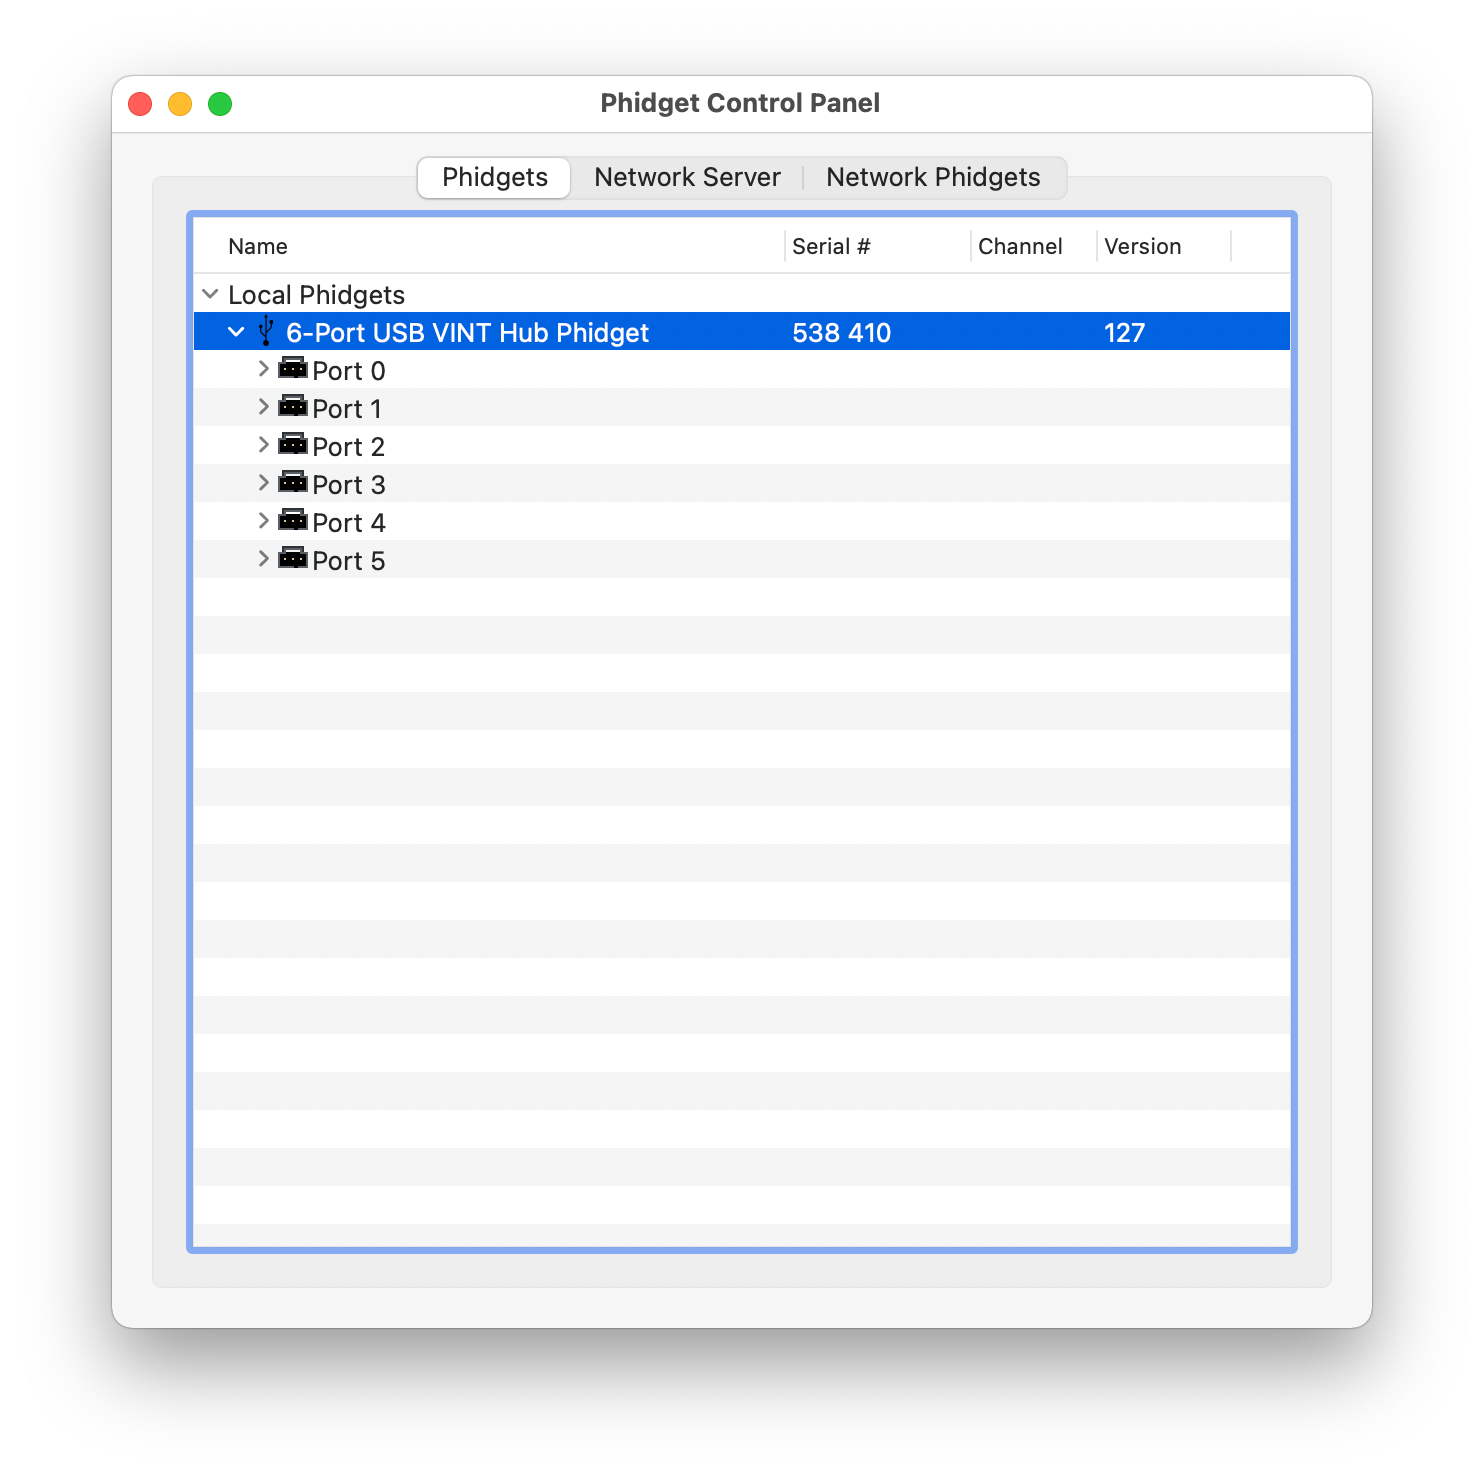 Phidget Control Panel
Phidgets Network Server Network Phidgets
Name Serial # Channel Version
Local Phidgets
6-Port USB VINT Hub Phidget 538 410 127
Port 0
Port 1
Port 2
Port 3
Port 4
Port 5